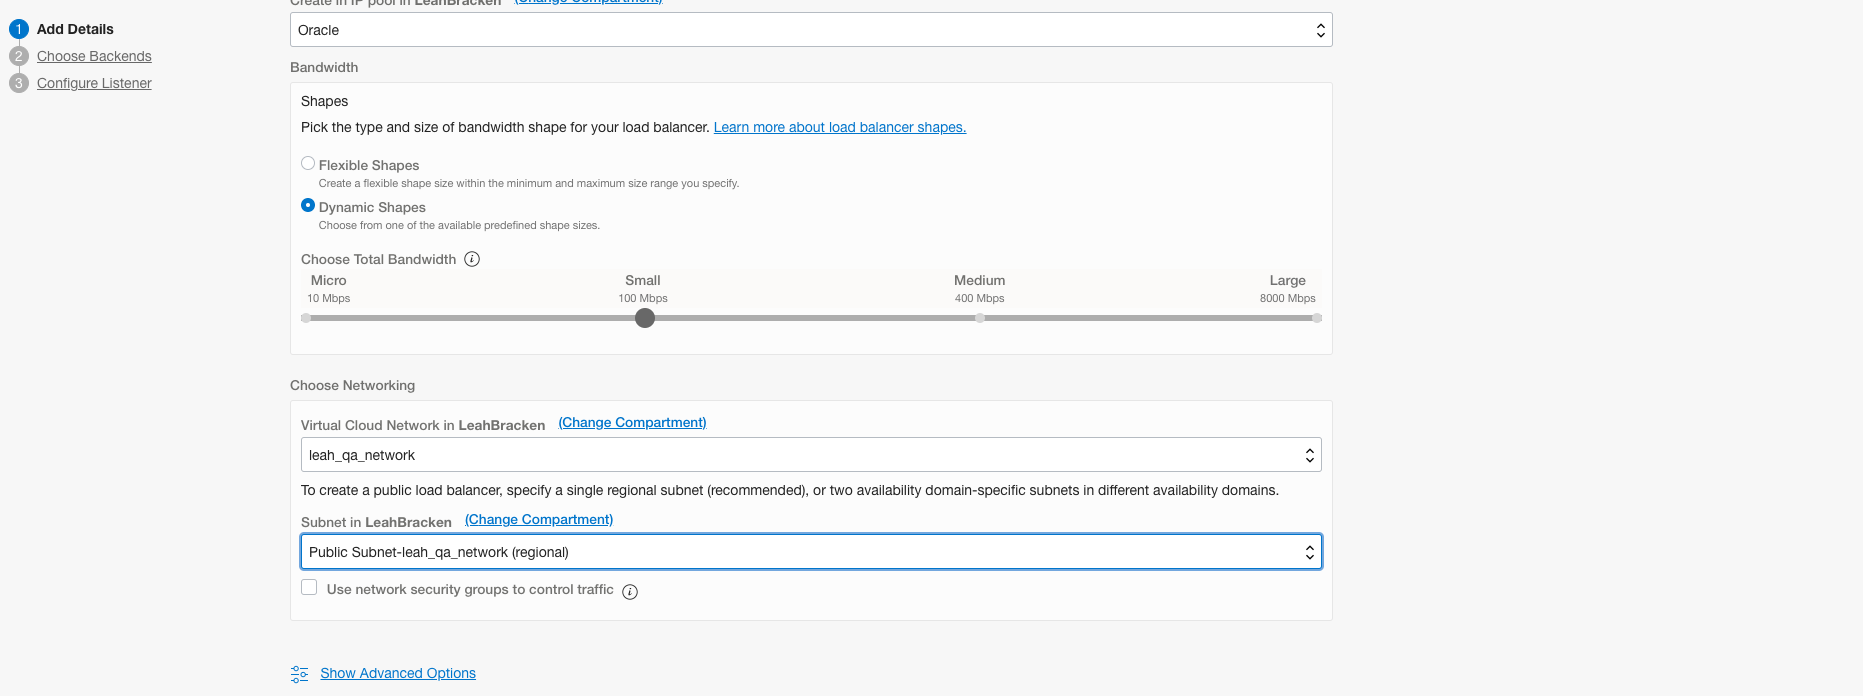 Create in IP pool in LeahBracken (Change Compartment)
1 Add Details
2 Choose Backends
3 Configure Listener
Oracle
Bandwidth
Shapes
Pick the type and size of bandwidth shape for your load balancer. Learn more about load balancer shapes.
Flexible Shapes
Create a flexible shape size within the minimum and maximum size range you specify.
Dynamic Shapes
Choose from one of the available predefined shape sizes.
Choose Total Bandwidth i
Micro Small Medium Large
10 Mbps 100 Mbps 400 Mbps 8000 Mbps
Choose Networking
Virtual Cloud Network in LeahBracken (Change Compartment)
leah_qa_network
To create a public load balancer, specify a single regional subnet (recommended), or two availability domain-specific subnets in different availability domains.
Subnet in LeahBracken (Change Compartment)
Public Subnet-leah_qa_network (regional)
Use network security groups to control traffic i
Show Advanced Options